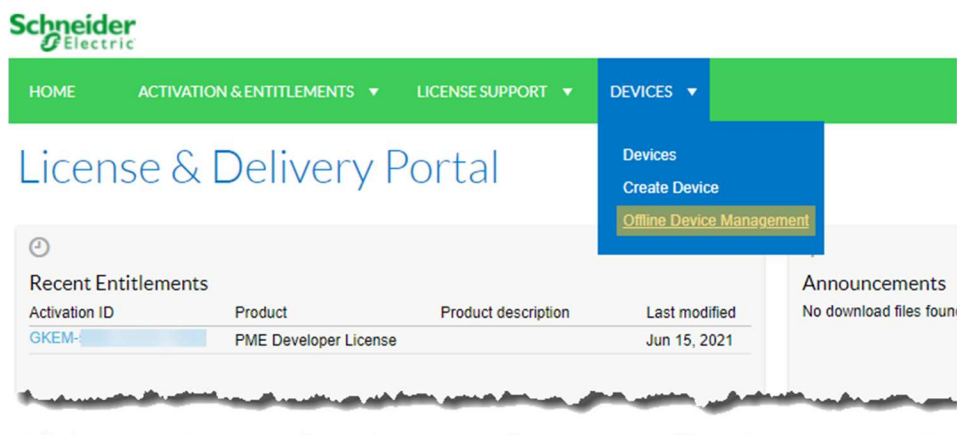 Schneider
Electric
HOME ACTIVATION & ENTITLEMENTS LICENSE SUPPORT DEVICES
Devices
Create Device
Offline Device Management
License & Delivery Portal
Recent Entitlements
Activation ID Product Product description Last modified
GKEM- PME Developer License Jun 15, 2021
Announcements
No download files foun